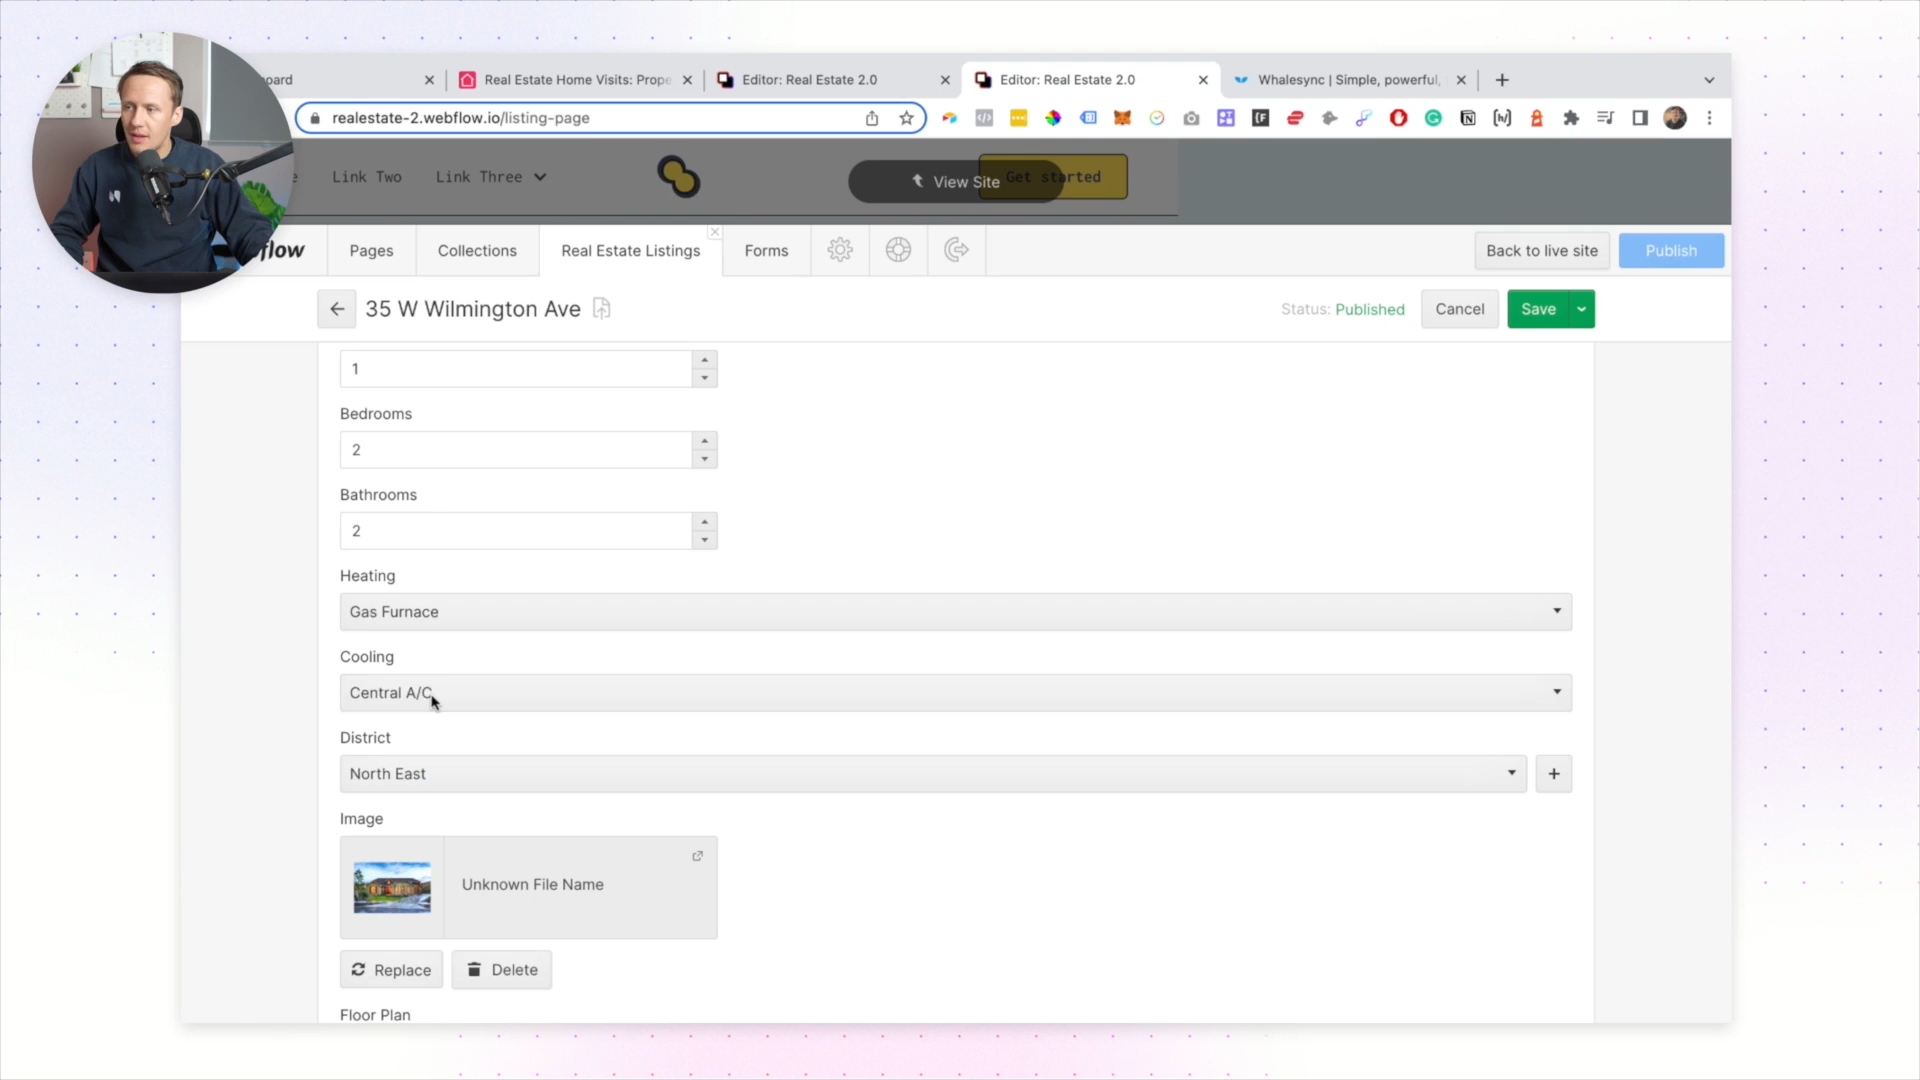 oard
Real Estate Home Visits: Prope
Editor: Real Estate 2.0
Editor: Real Estate 2.0
Whalesync | Simple, powerful,
realestate-2.webflow.io/listing-page
e
Link Two
Link Three
View Site
Get started
flow
Pages
Collections
Real Estate Listings
Forms
Back to live site
Publish
35 W Wilmington Ave
Status: Published
Cancel
Save
1
Bedrooms
2
Bathrooms
2
Heating
Gas Furnace
Cooling
Central A/C
District
North East
Image
Unknown File Name
Replace
Delete
Floor Plan